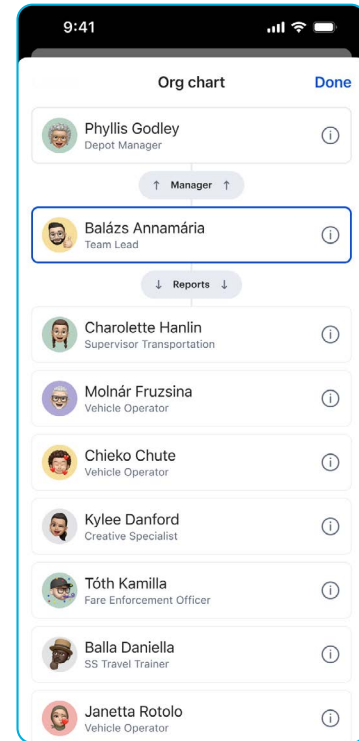 9:41
Org chart Done
Phyllis Godley
Depot Manager
↑ Manager ↑
Balázs Annamária
Team Lead
↓ Reports ↓
Charolette Hanlin
Supervisor Transportation
Molnár Fruzsina
Vehicle Operator
Chieko Chute
Vehicle Operator
Kylee Danford
Creative Specialist
Tóth Kamilla
Fare Enforcement Officer
Balla Daniella
SS Travel Trainer
Janetta Rotolo
Vehicle Operator